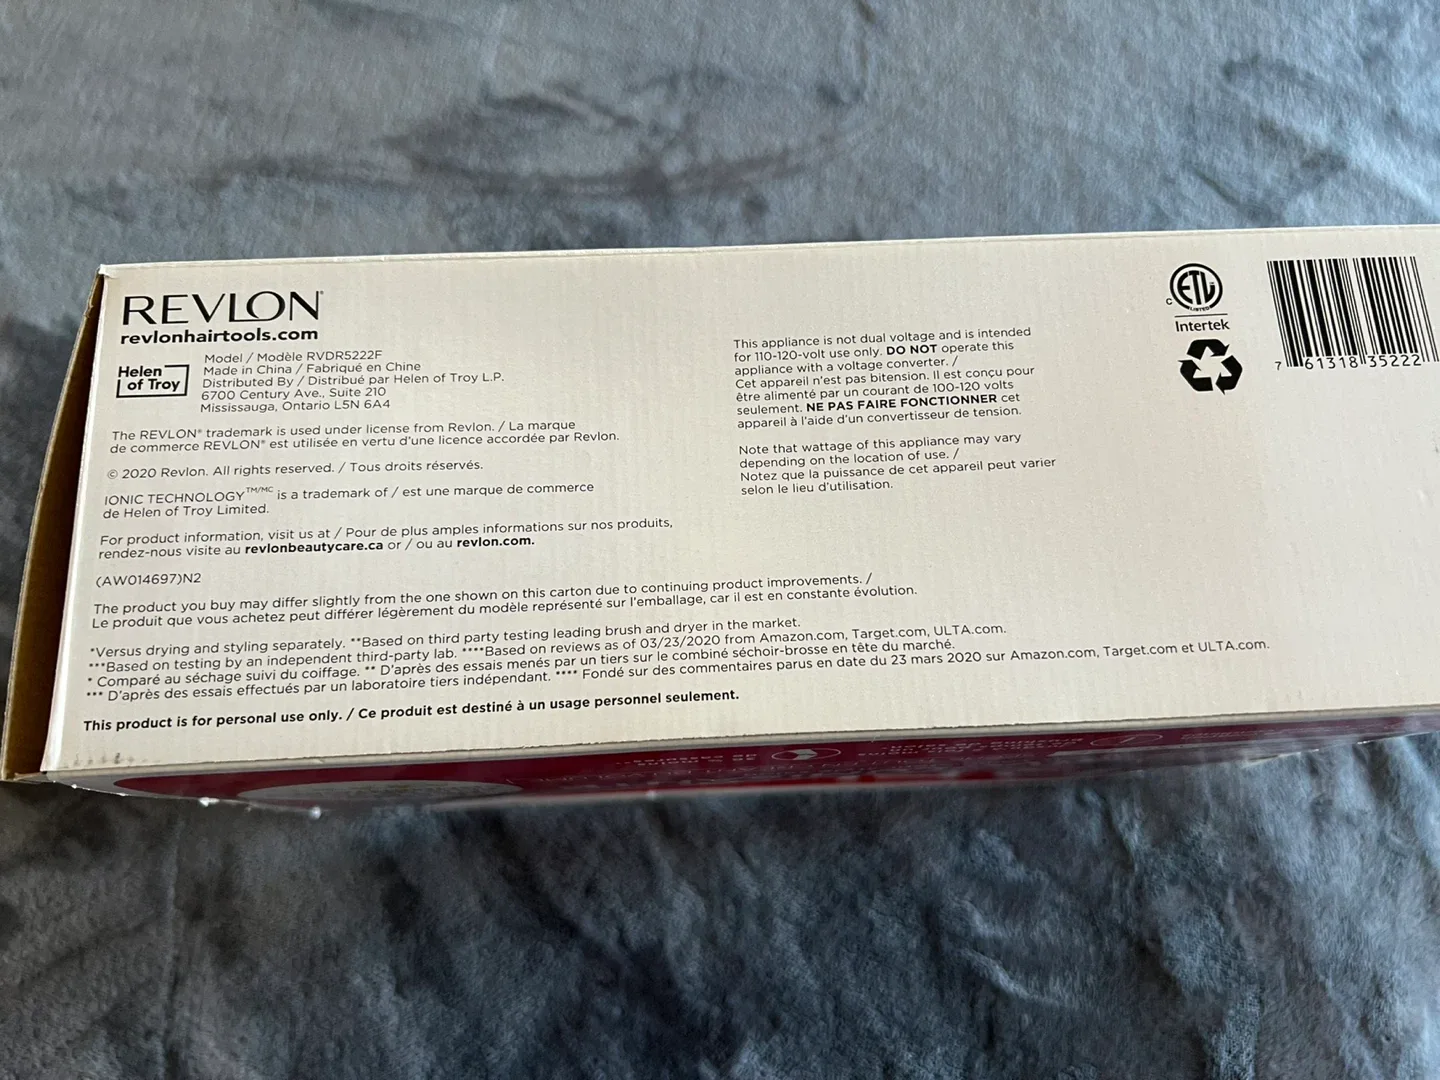 REVLON®
revlonhairtools.com
Helen
of Troy
Model / Modèle RVDR5222F
Made in China / Fabriqué en Chine
Distributed By / Distribué par Helen of Troy L.P.
6700 Century Ave., Suite 210
Mississauga, Ontario L5N 6A4
The REVLON® trademark is used under license from Revlon. / La marque
de commerce REVLON® est utilisée en vertu d'une licence accordée par Revlon.
© 2020 Revlon. All rights reserved. / Tous droits réservés.
IONIC TECHNOLOGY™/MC is a trademark of / est une marque de commerce
de Helen of Troy Limited.
For product information, visit us at / Pour de plus amples informations sur nos produits,
rendez-nous visite au revlonbeautycare.ca or / ou au revlon.com.
(AW014697)N2
The product you buy may differ slightly from the one shown on this carton due to continuing product improvements. /
Le produit que vous achetez peut différer légèrement du modèle représenté sur l'emballage, car il est en constante évolution.
*Versus drying and styling separately. **Based on third party testing leading brush and dryer in the market.
***Based on testing by an independent third-party lab. ****Based on reviews as of 03/23/2020 from Amazon.com, Target.com, ULTA.com.
* Comparé au séchage suivi du coiffage. ** D'après des essais menés par un tiers sur le combiné séchoir-brosse en tête du marché.
*** D'après des essais effectués par un laboratoire tiers indépendant. **** Fondé sur des commentaires parus en date du 23 mars 2020 sur Amazon.com, Target.com et ULTA.com.
This product is for personal use only. / Ce produit est destiné à un usage personnel seulement.
This appliance is not dual voltage and is intended
for 110-120-volt use only. DO NOT operate this
appliance with a voltage converter. /
Cet appareil n'est pas bitension. Il est conçu pour
être alimenté par un courant de 100-120 volts
seulement. NE PAS FAIRE FONCTIONNER cet
appareil à l'aide d'un convertisseur de tension.
Note that wattage of this appliance may vary
depending on the location of use. /
Notez que la puissance de cet appareil peut varier
selon le lieu d'utilisation.
C ETL LISTED
Intertek
7 61318 35222